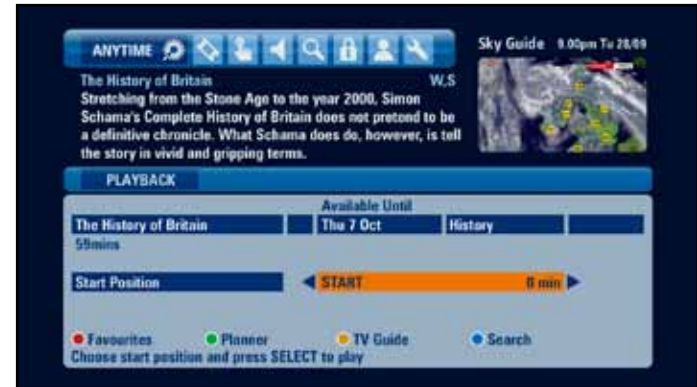 ANYTIME
Sky Guide 9.00pm Tu 28/09
The History of Britain W,S
Stretching from the Stone Age to
the year 2000, Simon
Schama's Complete History of
Britain does not pretend to be
a definitive chronicle. What Schama does do, however, is tell
the story in vivid and gripping
terms.
PLAYBACK
Available Until
The History of Britain Thu 7 Oct History
59mins
Start Position START 0 min
Favourites Planner TV Guide Search
Choose start position and press SELECT to play